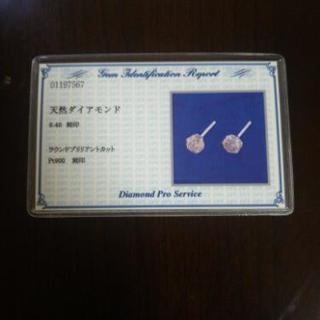 Gem Identification Report
01197567
天然ダイアモンド
0.40 刻印
ラウンドブリリアントカット
Pt900 刻印
Diamond Pro Service